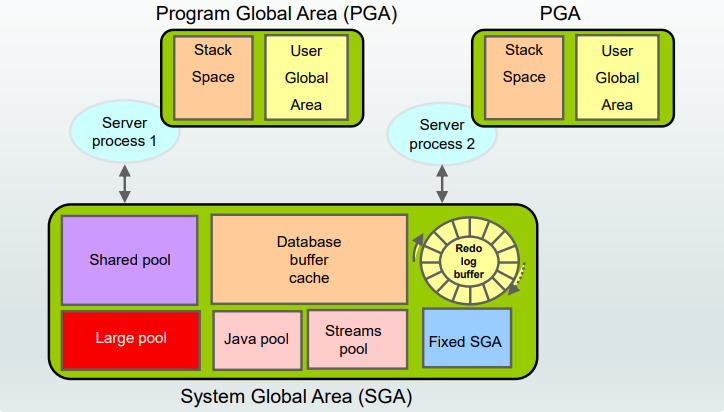 Program Global Area (PGA)
PGA
Stack
Space
User
Global
Area
Stack
Space
User
Global
Area
Server
process 1
Server
process 2
Shared pool
Database
buffer
cache
Redo
log
buffer
Large pool
Java pool
Streams
pool
Fixed SGA
System Global Area (SGA)